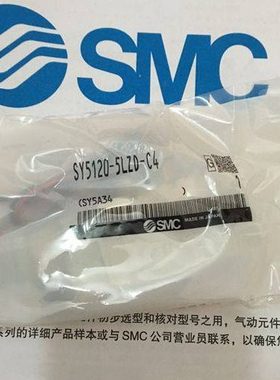 SMC
SY5120-5LZD-C4
(SY5A34
SMC
MADE IN JAPAN
步选型和核对型号之用，气动元件
系列的详细产品样本或与 SMC 公司营业员联系，以确保您